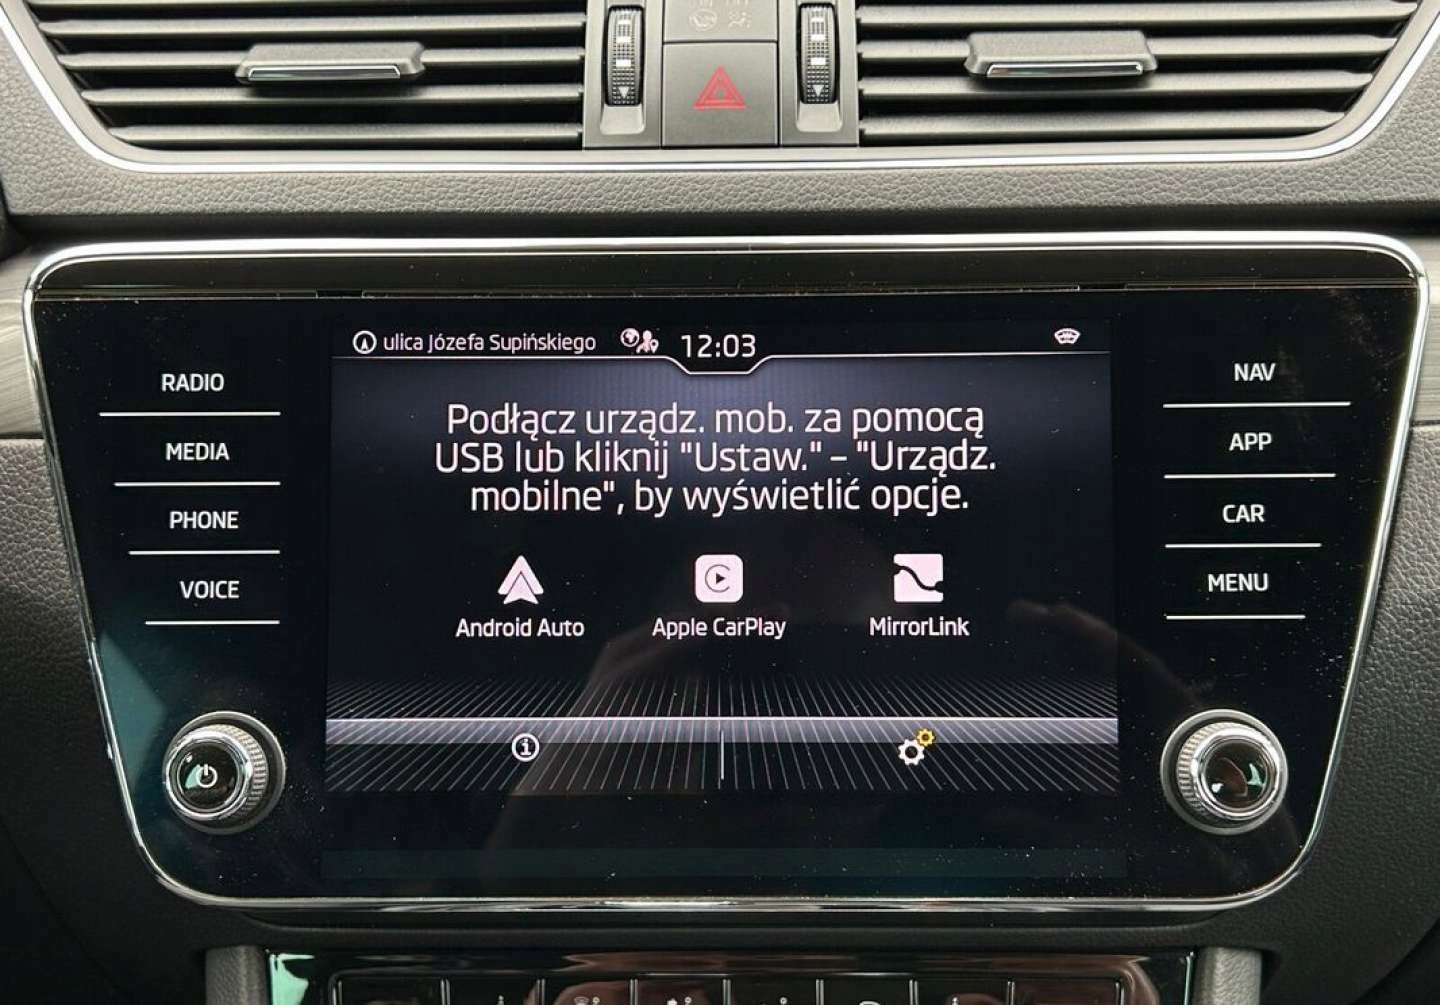 ulica Józefa Supińskiego
12:03
RADIO
MEDIA
PHONE
VOICE
Podłącz urządz. mob. za pomocą
USB lub kliknij "Ustaw." – "Urządz.
mobilne", by wyświetlić opcje.
Android Auto
Apple CarPlay
MirrorLink
NAV
APP
CAR
MENU